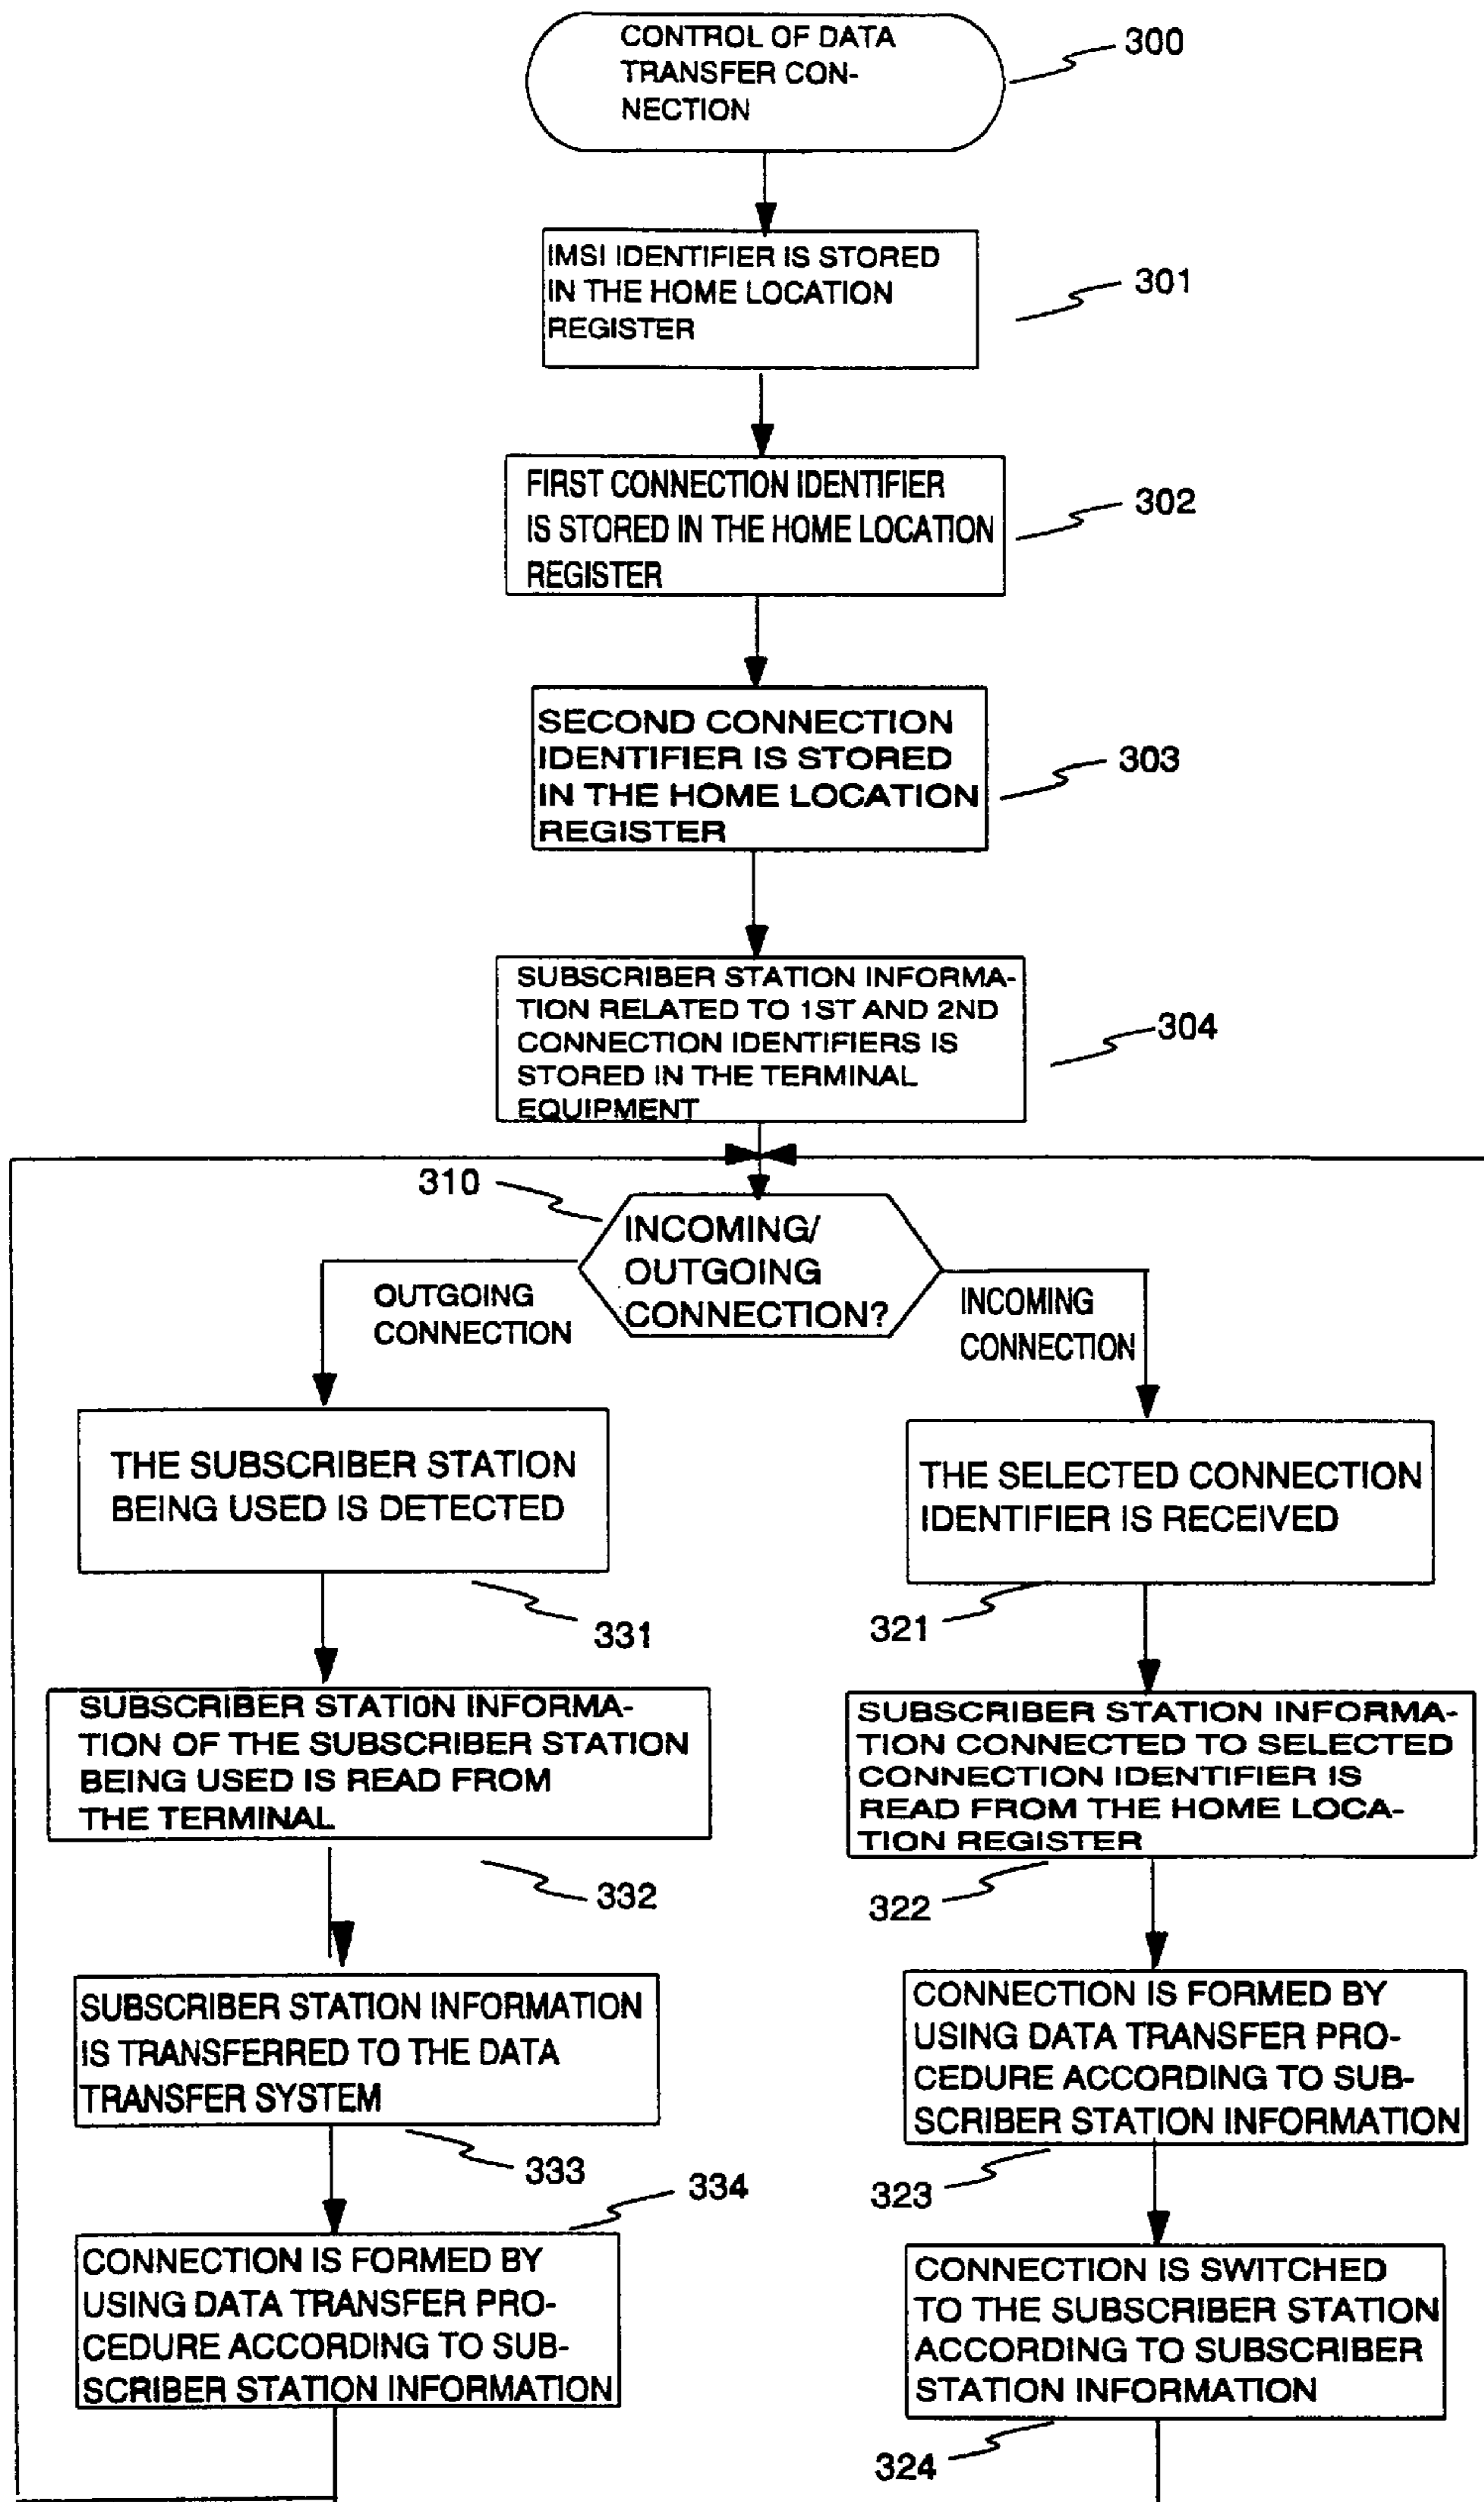 CONTROL OF DATA
TRANSFER CON-
NECTION
300
IMSI IDENTIFIER IS STORED
IN THE HOME LOCATION
REGISTER
301
FIRST CONNECTION IDENTIFIER
IS STORED IN THE HOME LOCATION
REGISTER
302
SECOND CONNECTION
IDENTIFIER IS STORED
IN THE HOME LOCATION
REGISTER
303
SUBSCRIBER STATION INFORMA-
TION RELATED TO 1ST AND 2ND
CONNECTION IDENTIFIERS IS
STORED IN THE TERMINAL
EQUIPMENT
304
310
INCOMING/
OUTGOING
CONNECTION?
OUTGOING
CONNECTION
INCOMING
CONNECTION
THE SUBSCRIBER STATION
BEING USED IS DETECTED
331
THE SELECTED CONNECTION
IDENTIFIER IS RECEIVED
321
SUBSCRIBER STATION INFORMA-
TION OF THE SUBSCRIBER STATION
BEING USED IS READ FROM
THE TERMINAL
332
SUBSCRIBER STATION INFORMA-
TION CONNECTED TO SELECTED
CONNECTION IDENTIFIER IS
READ FROM THE HOME LOCA-
TION REGISTER
322
SUBSCRIBER STATION INFORMATION
IS TRANSFERRED TO THE DATA
TRANSFER SYSTEM
333
CONNECTION IS FORMED BY
USING DATA TRANSFER PRO-
CEDURE ACCORDING TO SUB-
SCRIBER STATION INFORMATION
323
334
CONNECTION IS FORMED BY
USING DATA TRANSFER PRO-
CEDURE ACCORDING TO SUB-
SCRIBER STATION INFORMATION
CONNECTION IS SWITCHED
TO THE SUBSCRIBER STATION
ACCORDING TO SUBSCRIBER
STATION INFORMATION
324